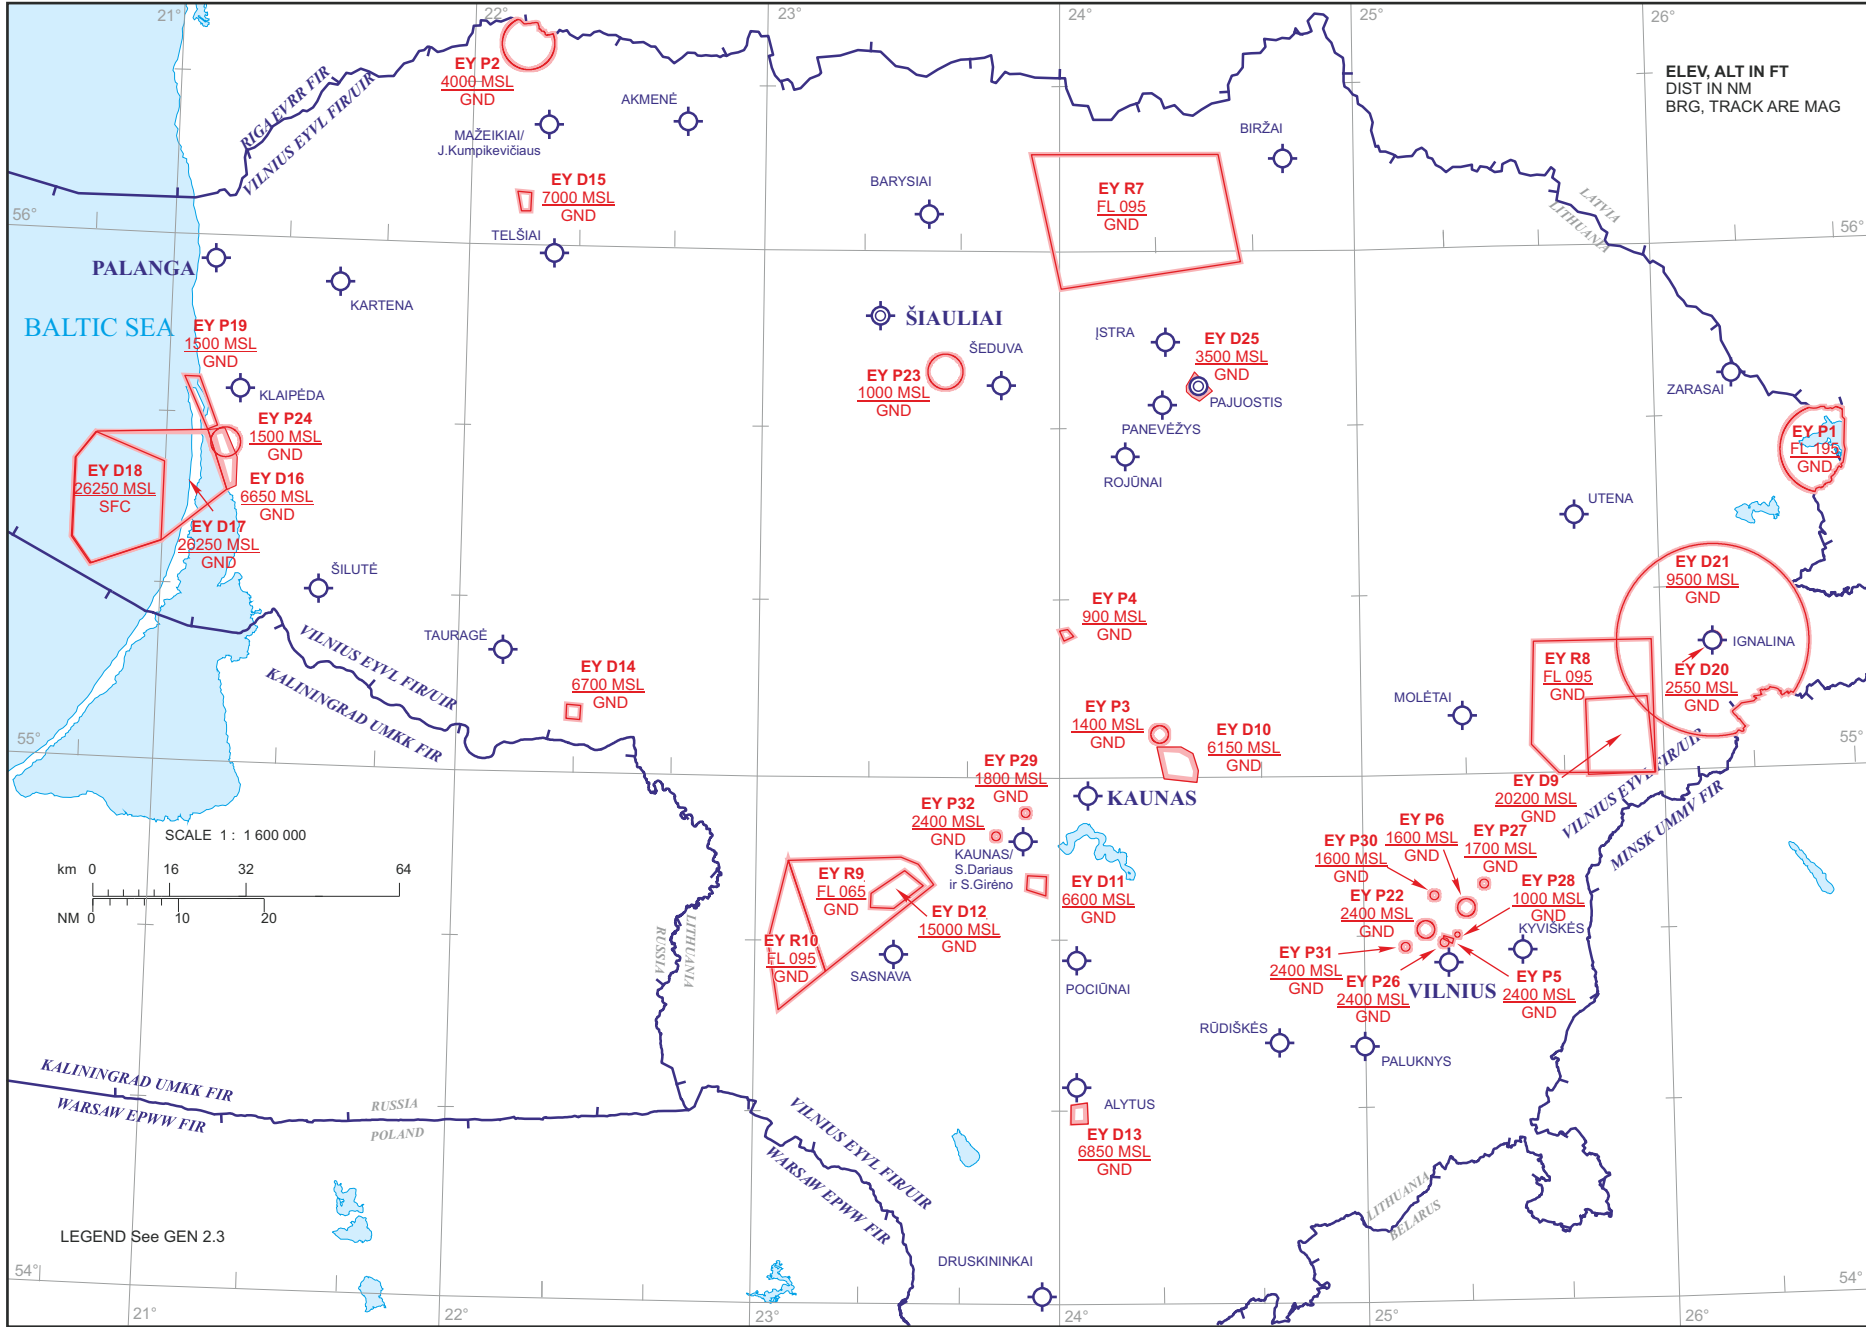 21°
22°
23°
24°
25°
26°
ELEV, ALT IN FT
DIST IN NM
BRG, TRACK ARE MAG
EY P2
4000 MSL
GND
RIGA EVRR FIR
VILNIUS EYVL FIR/UIR
MAŽEIKIAI/
J.Kumpikevičiaus
AKMENĖ
BIRŽAI
EY D15
7000 MSL
GND
TELŠIAI
BARYSIAI
EY R7
FL 095
GND
LATVIA
LITHUANIA
56°
56°
PALANGA
KARTENA
BALTIC SEA
EY P19
1500 MSL
GND
KLAIPĖDA
ŠIAULIAI
ŠEDUVA
EY P23
1000 MSL
GND
ĮSTRA
EY D25
3500 MSL
GND
PAJUOSTIS
PANEVĖŽYS
ROJŪNAI
ZARASAI
EY P1
FL 195
GND
UTENA
EY P24
1500 MSL
GND
EY D18
26250 MSL
SFC
EY D16
6650 MSL
GND
EY D17
26250 MSL
GND
ŠILUTĖ
TAURAGĖ
VILNIUS EYVL FIR/UIR
KALININGRAD UMKK FIR
EY D14
6700 MSL
GND
EY P4
900 MSL
GND
EY D21
9500 MSL
GND
IGNALINA
EY D20
2550 MSL
GND
EY R8
FL 095
GND
MOLĖTAI
EY P3
1400 MSL
GND
EY D10
6150 MSL
GND
55°
55°
EY P29
1800 MSL
GND
KAUNAS
EY P32
2400 MSL
GND
KAUNAS/
S.Dariaus
ir S.Girėno
EY D9
20200 MSL
GND
VILNIUS EYVL FIR/UIR
MINSK UMMV FIR
EY P6
1600 MSL
GND
EY P27
1700 MSL
GND
EY P30
1600 MSL
GND
EY P28
1000 MSL
GND
EY P22
2400 MSL
GND
KYVIŠKĖS
EY P31
2400 MSL
GND
EY P26
2400 MSL
GND
VILNIUS
EY P5
2400 MSL
GND
SCALE 1 : 1 600 000
km 0 16 32 64
NM 0 10 20
EY R9
FL 065
GND
EY D12
15000 MSL
GND
EY D11
6600 MSL
GND
EY R10
FL 095
GND
SASNAVA
POCIŪNAI
LITHUANIA
RUSSIA
RŪDIŠKĖS
PALUKNYS
KALININGRAD UMKK FIR
WARSAW EPWW FIR
RUSSIA
POLAND
ALYTUS
EY D13
6850 MSL
GND
VILNIUS EYVL FIR/UIR
WARSAW EPWW FIR
LITHUANIA
BELARUS
LEGEND See GEN 2.3
DRUSKININKAI
54°
54°
21°
22°
23°
24°
25°
26°